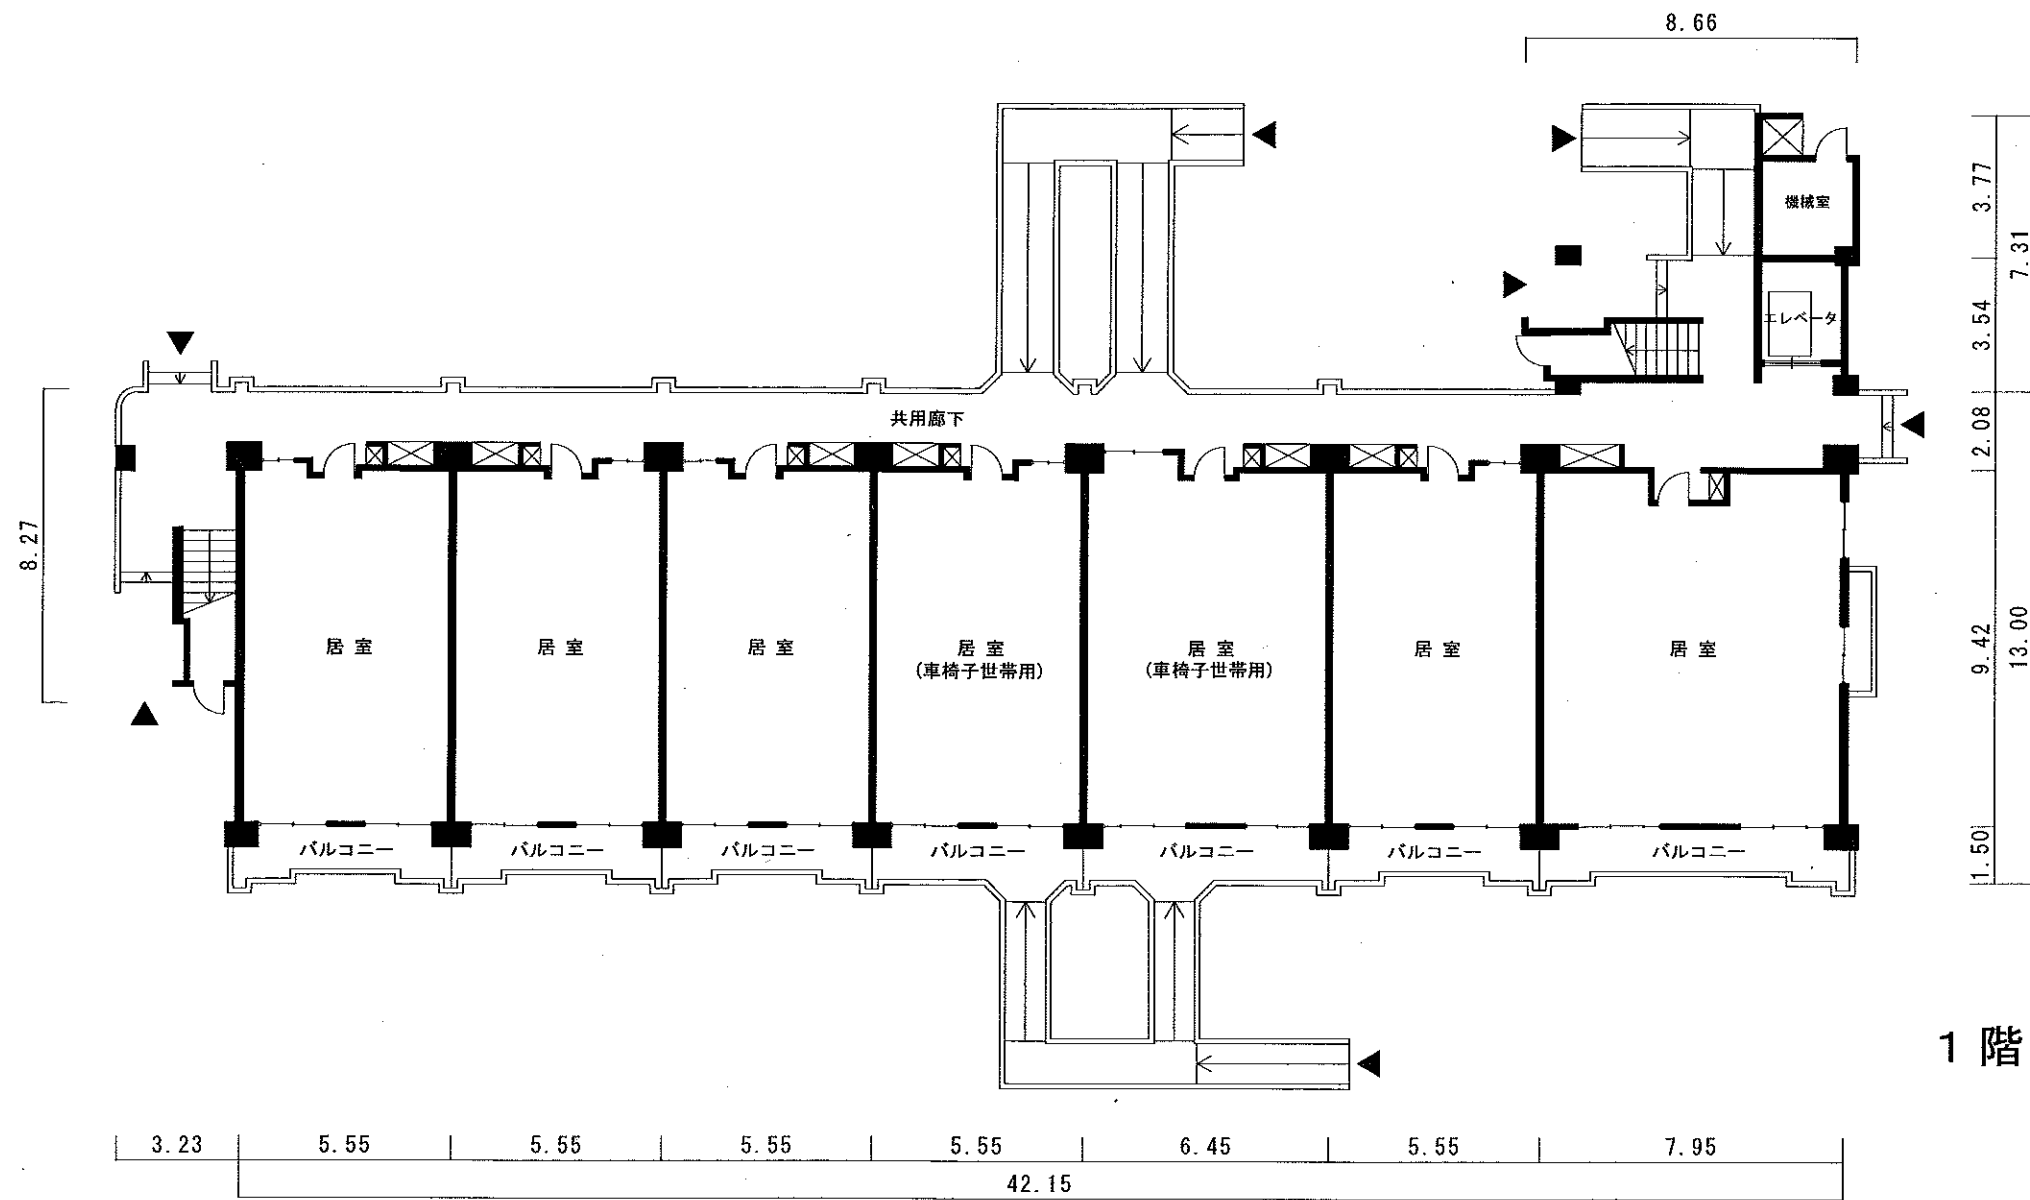 8.66
3.77
機械室
7.31
3.54
エレベータ
共用廊下
2.08
8.27
居室
居室
居室
居室
(車椅子世帯用)
居室
(車椅子世帯用)
居室
居室
9.42
13.00
バルコニー
バルコニー
バルコニー
バルコニー
バルコニー
バルコニー
バルコニー
1.50
1階
3.23
5.55
5.55
5.55
5.55
6.45
5.55
7.95
42.15